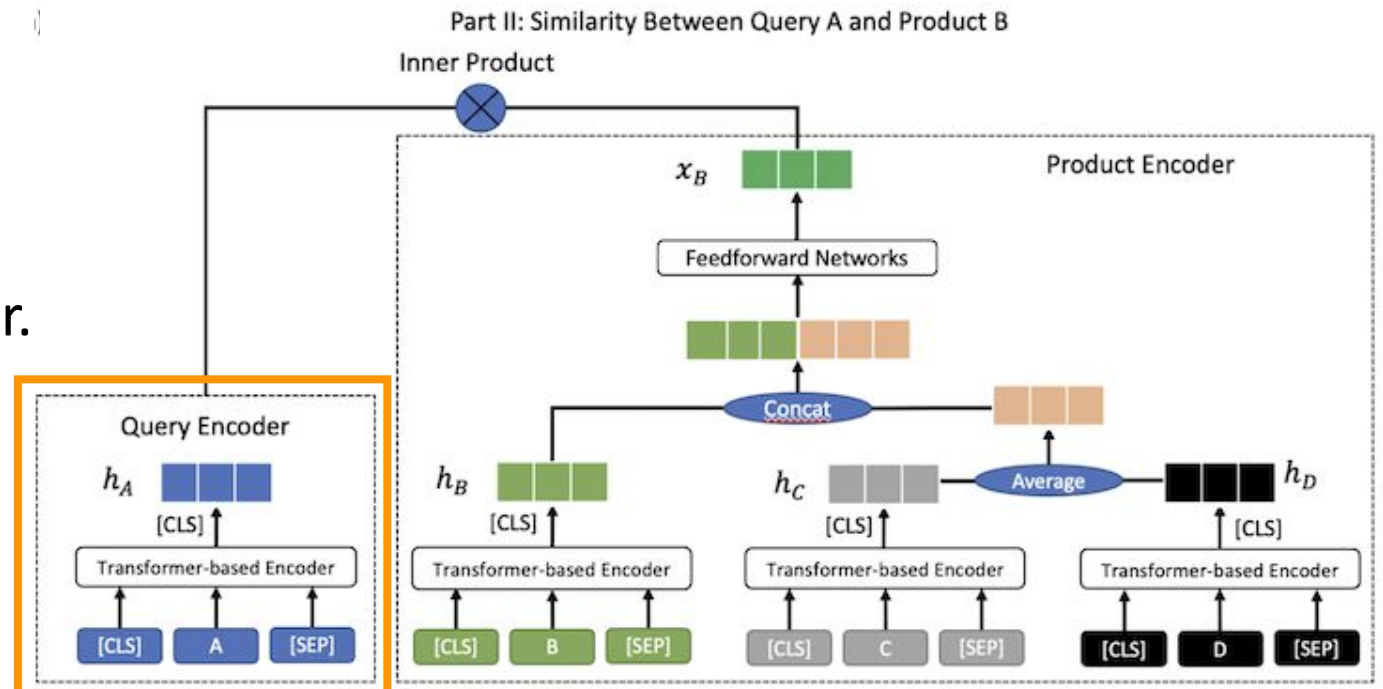 Part II: Similarity Between Query A and Product B
Inner Product
x_B
Product Encoder
Feedforward Networks
r.
Concat
Query Encoder
h_A
[CLS]
Transformer-based Encoder
[CLS] A [SEP]
h_B
[CLS]
Transformer-based Encoder
[CLS] B [SEP]
h_C
Average
h_D
[CLS]
Transformer-based Encoder
[CLS] C [SEP]
[CLS]
Transformer-based Encoder
[CLS] D [SEP]